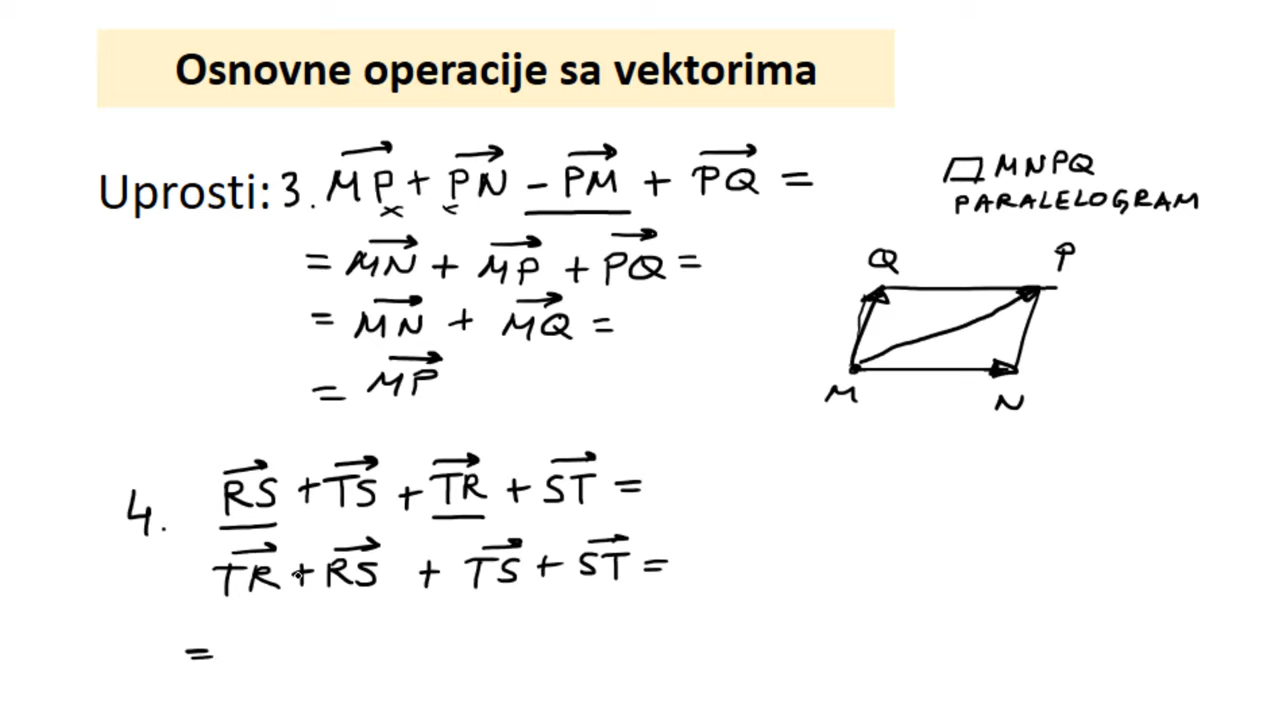 Osnovne operacije sa vektorima
Uprosti: 3. MP⃗ + PN⃗ - PM⃗ + PQ⃗ =
▱ MNPQ
PARALELOGRAM
= MN⃗ + MP⃗ + PQ⃗ =
= MN⃗ + MQ⃗ =
= MP⃗
Q P
M N
4. RS⃗ + TS⃗ + TR⃗ + ST⃗ =
TR⃗ + RS⃗ + TS⃗ + ST⃗ =
=